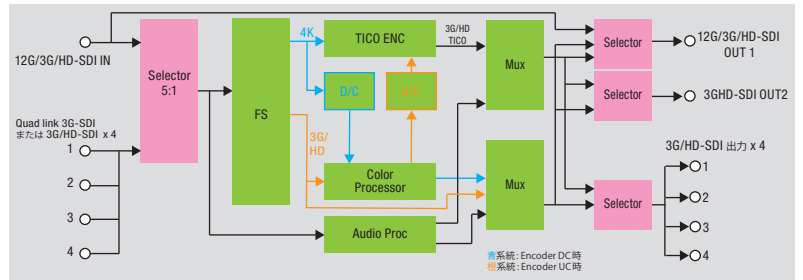 12G/3G/HD-SDI IN
Selector
5:1
Quad link 3G-SDI
または 3G/HD-SDI x 4
1
2
3
4
FS
4K
3G/
HD
TICO ENC
3G/HD
TICO
D/C
Color
Processor
Audio Proc
Mux
Mux
Selector
Selector
Selector
12G/3G/HD-SDI
OUT 1
3GHD-SDI OUT2
3G/HD-SDI 出力 x 4
1
2
3
4
青系統: Encoder DC時
橙系統: Encoder UC時